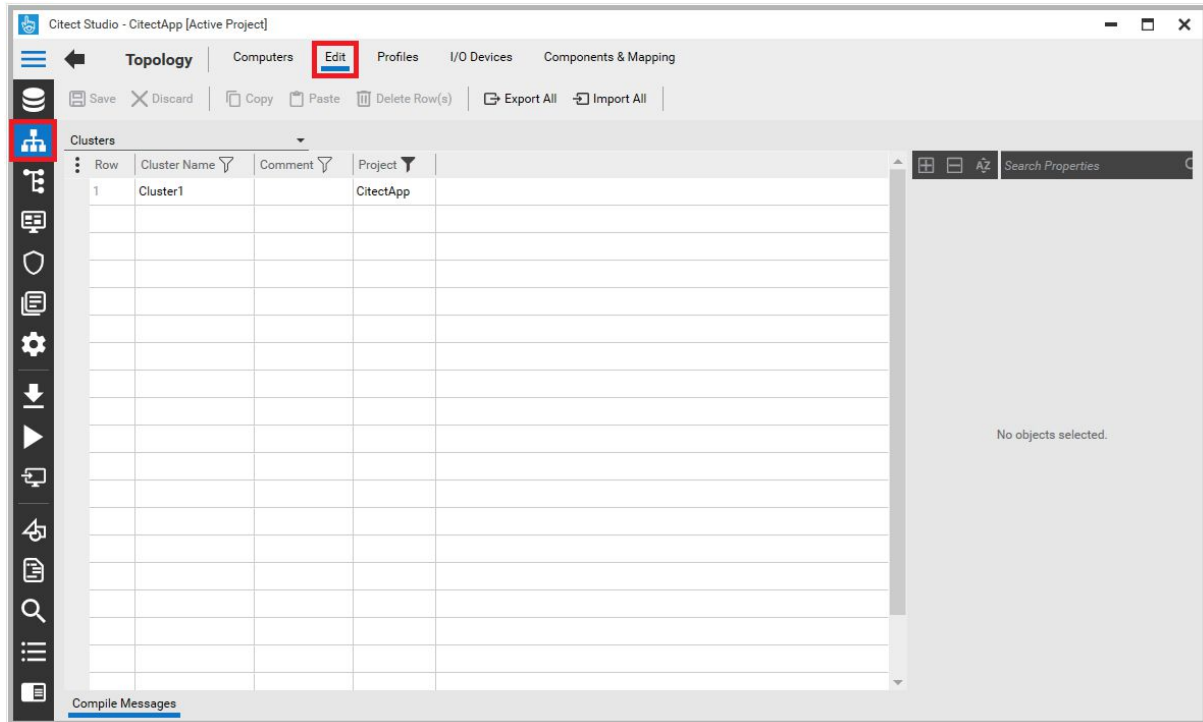 Citect Studio - CitectApp [Active Project]
Topology Computers Edit Profiles I/O Devices Components & Mapping
Save Discard Copy Paste Delete Row(s) Export All Import All
Clusters
Row Cluster Name Comment Project AZ Search Properties
1 Cluster1 CitectApp
No objects selected.
Compile Messages